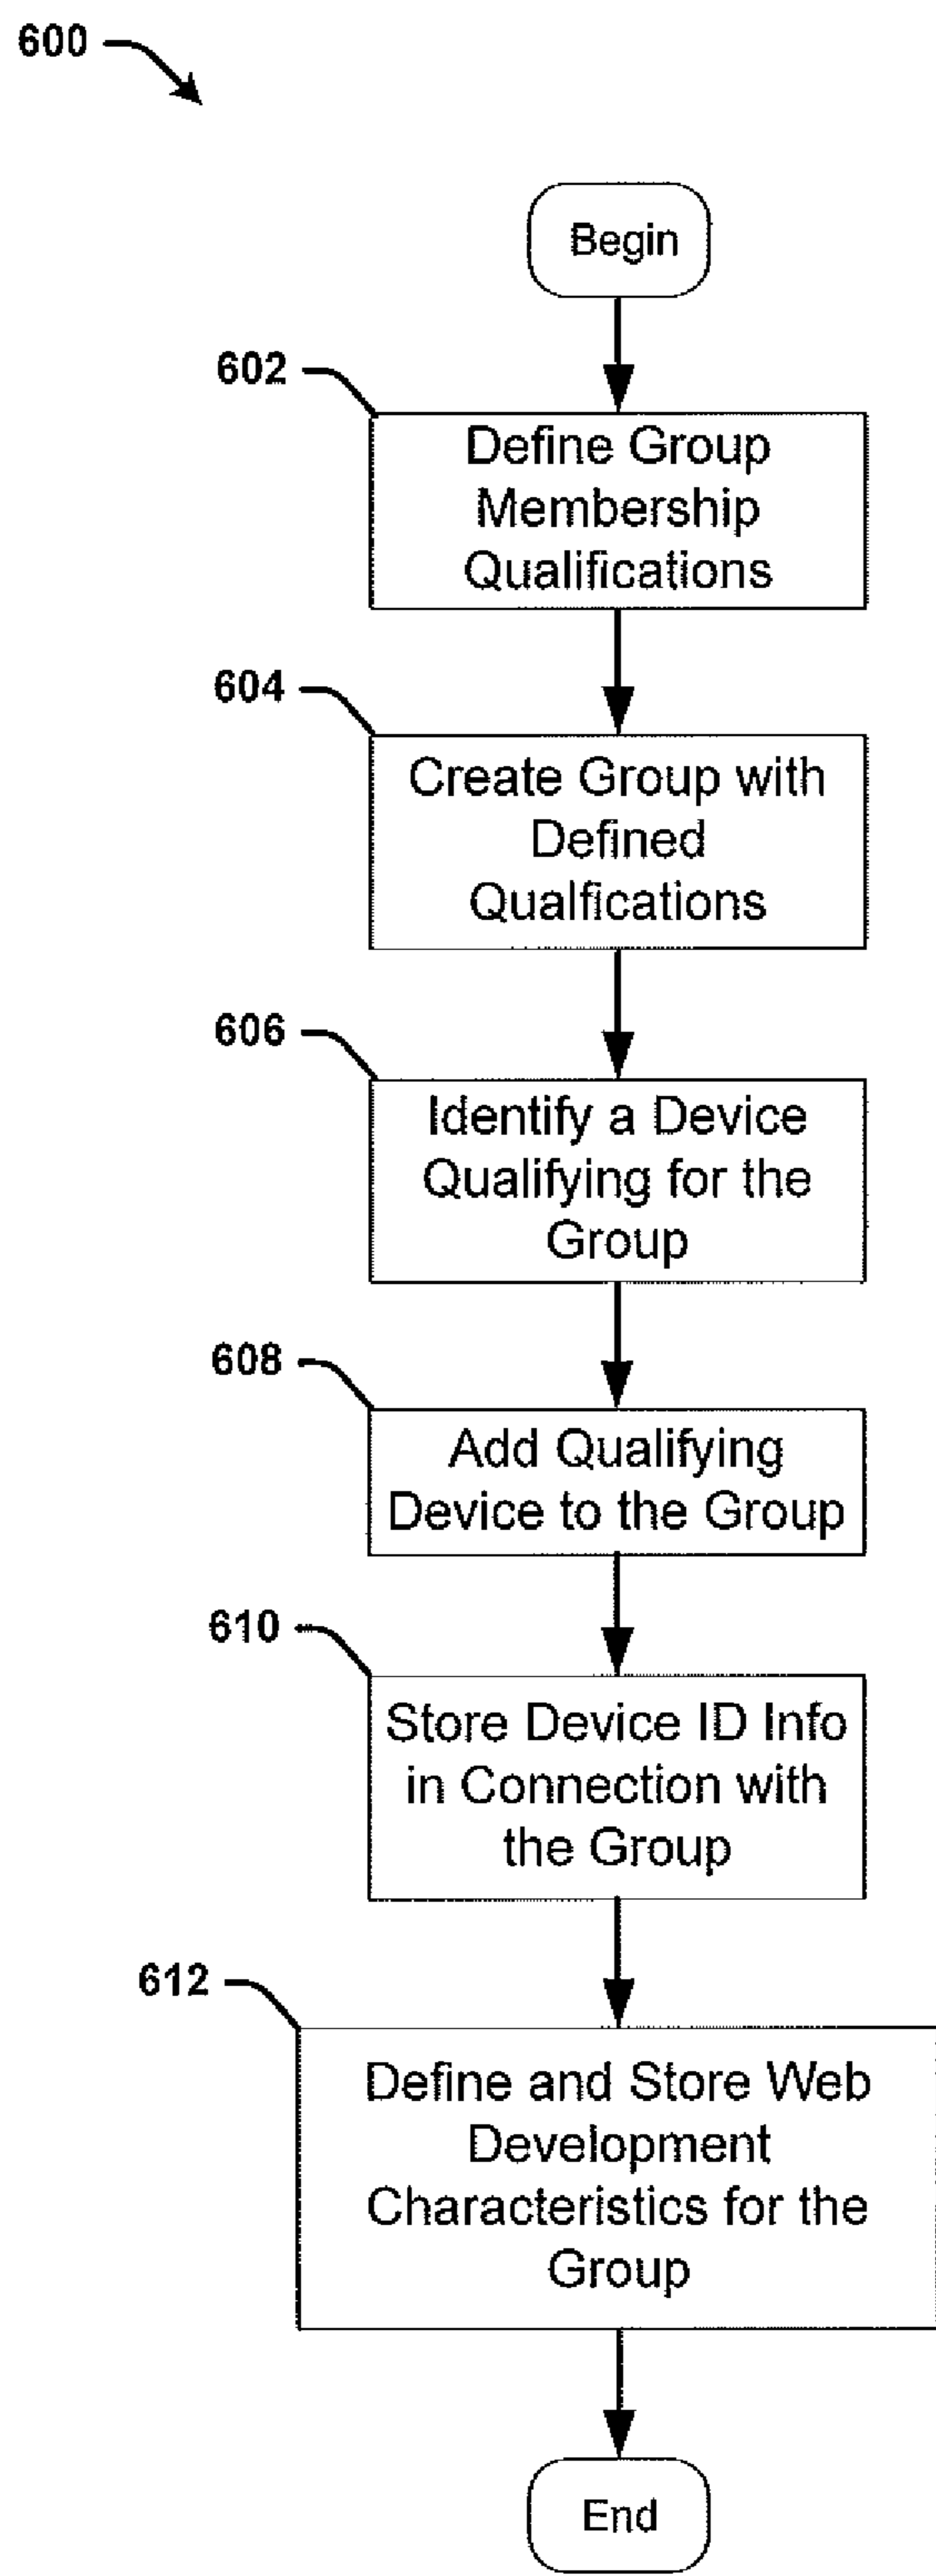 600
Begin
602
Define Group
Membership
Qualifications
604
Create Group with
Defined
Qualfications
606
Identify a Device
Qualifying for the
Group
608
Add Qualifying
Device to the Group
610
Store Device ID Info
in Connection with
the Group
612
Define and Store Web
Development
Characteristics for the
Group
End